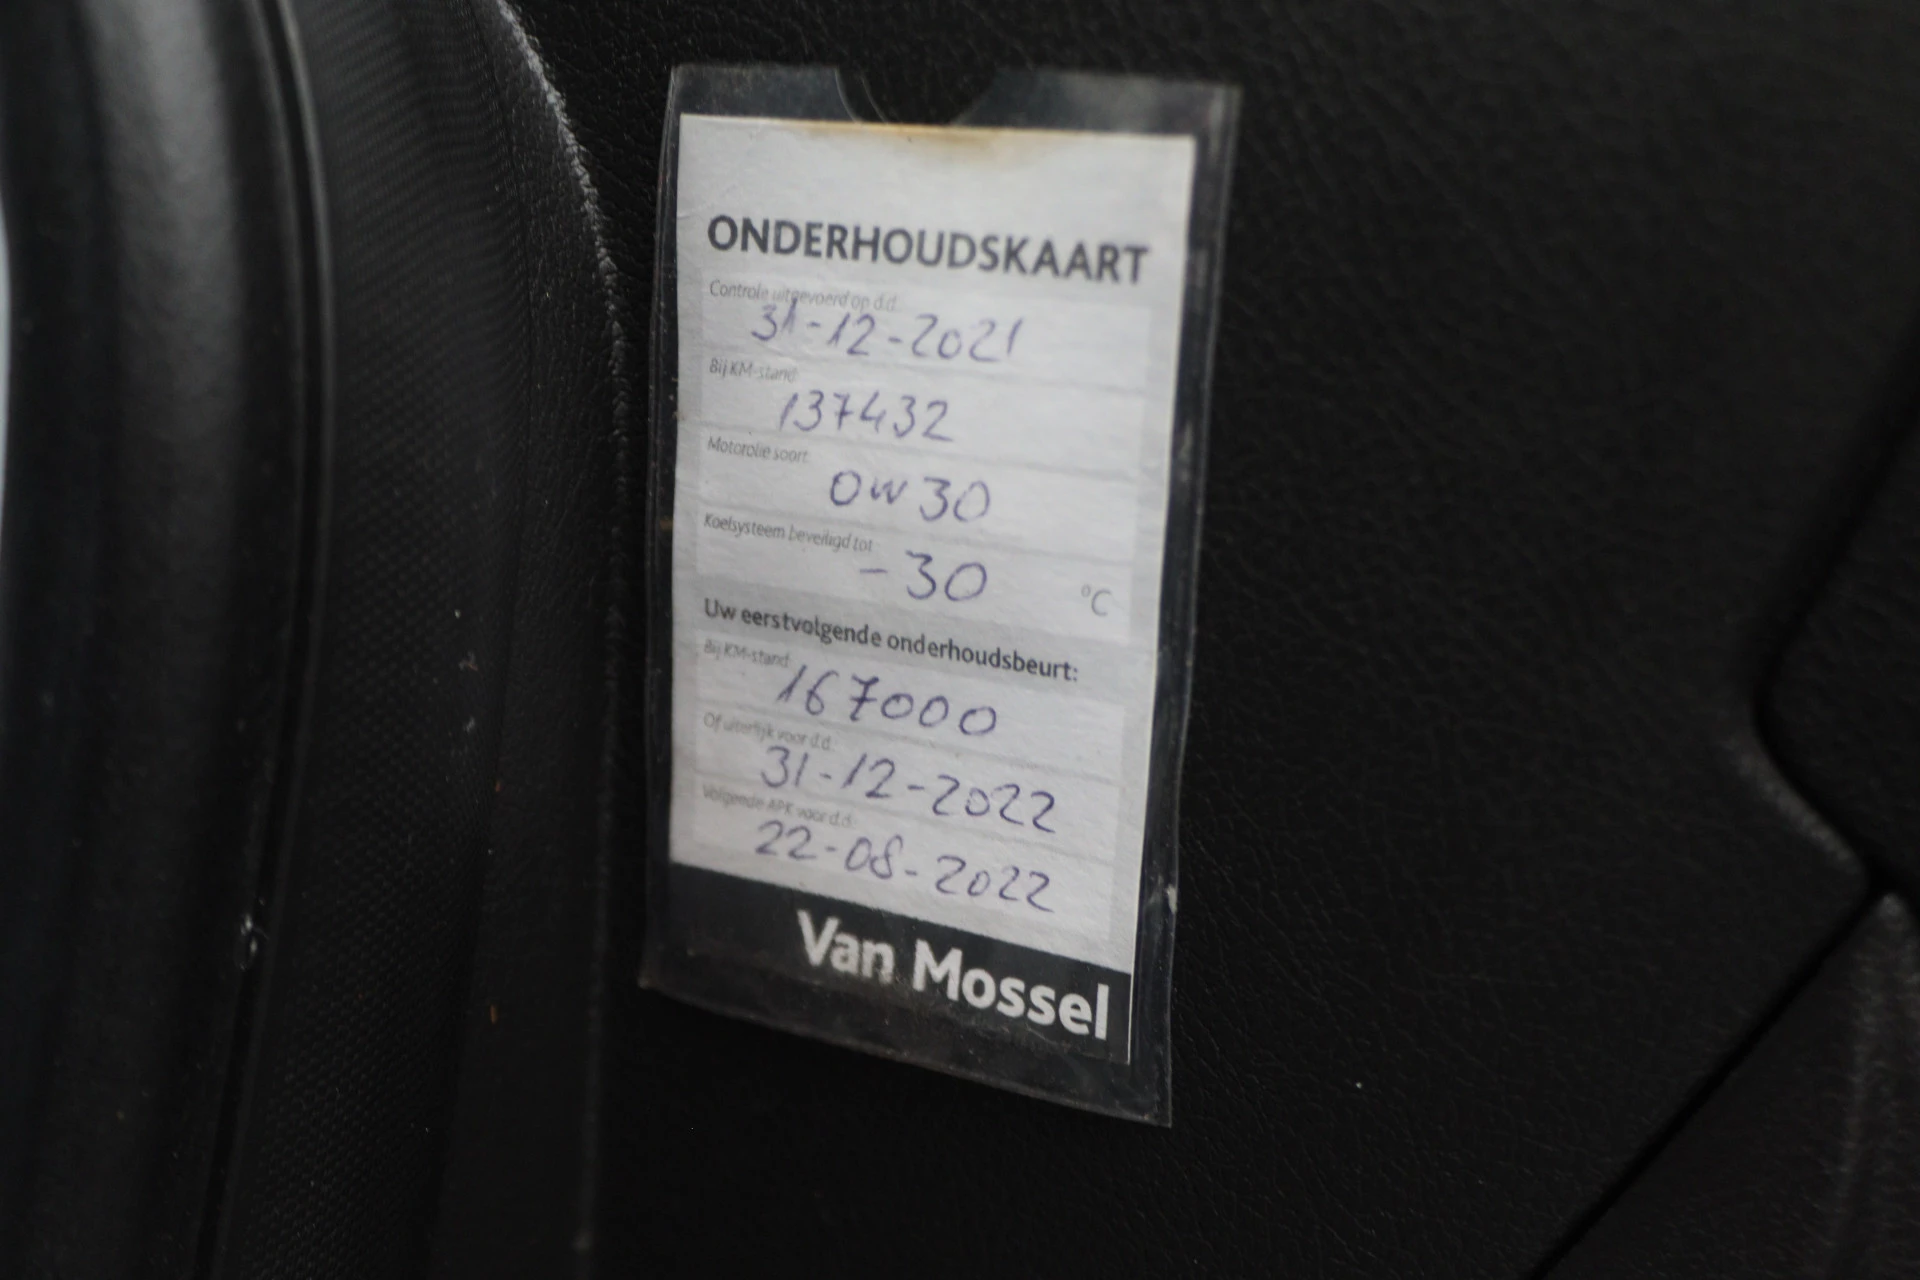 ONDERHOUDSKAART
Controle uitgevoerd op d.d.
31-12-2021
Bij KM-stand:
137432
Motorolie soort:
0W30
Koelsysteem beveiligd tot:
-30 °C
Uw eerstvolgende onderhoudsbeurt:
Bij KM-stand:
167000
Of uiterlijk voor d.d.
31-12-2022
Volgende APK voor d.d.
22-08-2022
Van Mossel